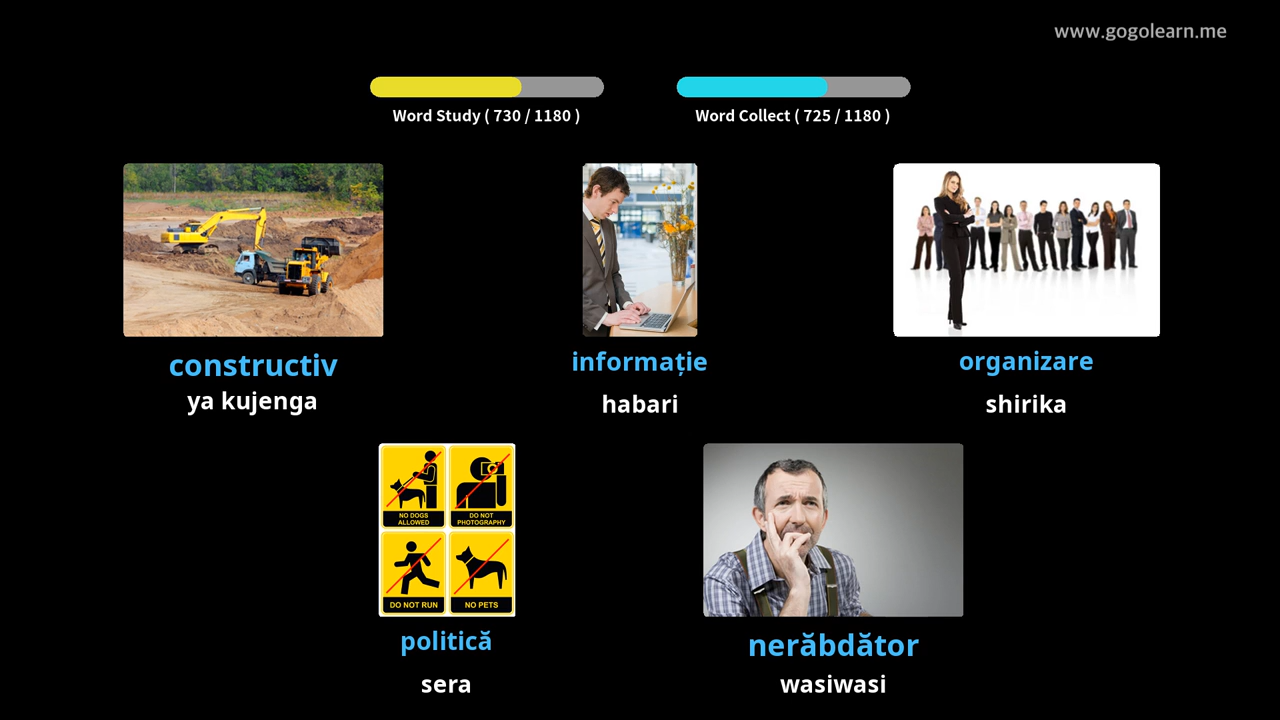 www.gogolearn.me
Word Study ( 730 / 1180 )
Word Collect ( 725 / 1180 )
constructiv
ya kujenga
informație
habari
organizare
shirika
NO DOGS
ALLOWED
DO NOT
PHOTOGRAPHY
DO NOT RUN
NO PETS
politică
sera
nerăbdător
wasiwasi